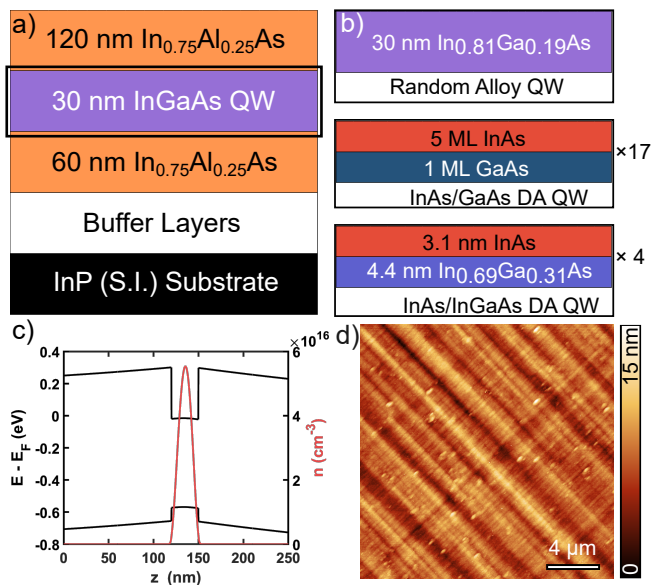 a)
120 nm In0.75Al0.25As
30 nm InGaAs QW
60 nm In0.75Al0.25As
Buffer Layers
InP (S.I.) Substrate
b)
30 nm In0.81Ga0.19As
Random Alloy QW
5 ML InAs
1 ML GaAs
×17
InAs/GaAs DA QW
3.1 nm InAs
4.4 nm In0.69Ga0.31As
× 4
InAs/InGaAs DA QW
c)
×10^16
0.4
0.2
0
-0.2
-0.4
-0.6
-0.8
E - EF (eV)
6
4
2
0
n (cm^-3)
0
50
100
150
200
250
z (nm)
d)
4 μm
15 nm
0